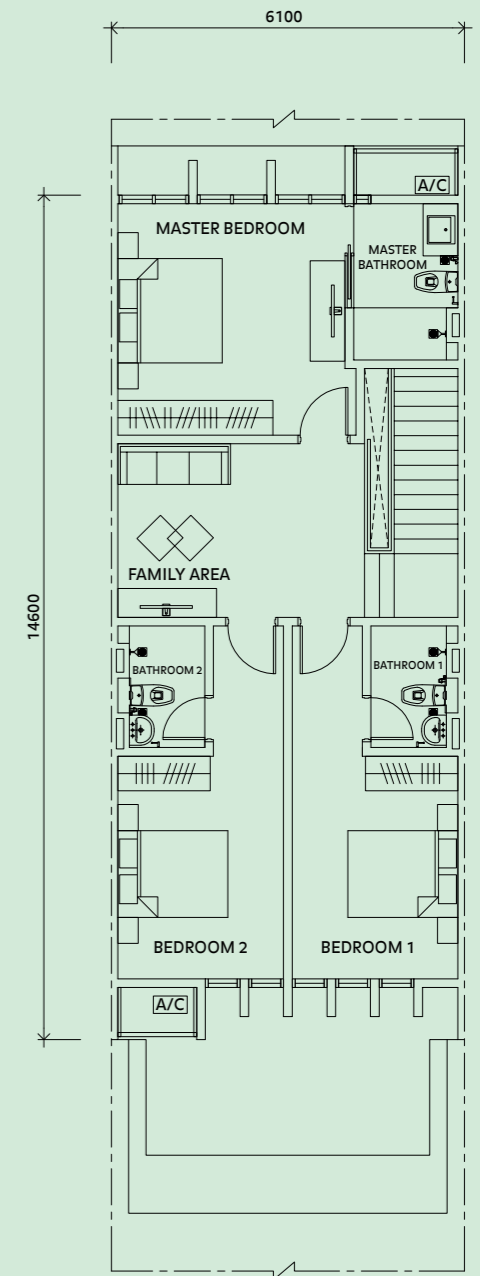 6100
A/C
MASTER BEDROOM
MASTER
BATHROOM
FAMILY AREA
14600
BATHROOM 2
BATHROOM 1
BEDROOM 2
BEDROOM 1
A/C